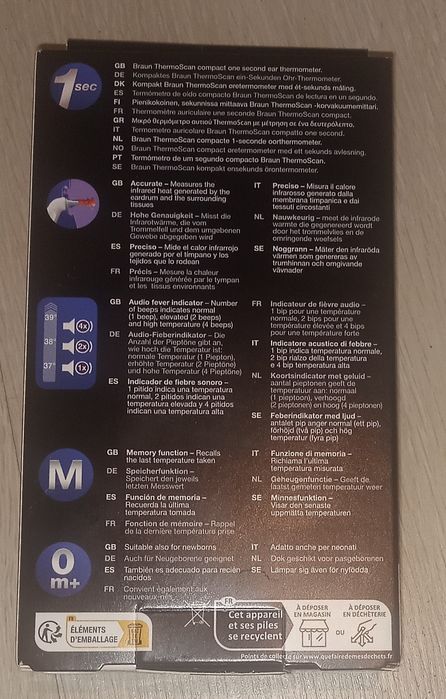 1 sec
GB Braun ThermoScan compact one second ear thermometer.
DE Kompaktes Braun ThermoScan ein-Sekunden Ohr-Thermometer.
DK Kompakt Braun ThermoScan øretermometer med ét-sekunds måling.
ES Termómetro de oído compacto Braun ThermoScan de lectura en un segundo.
FI Pienikokoinen, sekunnissa mittaava Braun ThermoScan -korvakuumemittari.
FR Thermomètre auriculaire une seconde Braun ThermoScan compact.
GR Μικρό θερμόμετρο αυτιού ThermoScan με μέτρηση σε ένα δευτερόλεπτο.
IT Termometro auricolare Braun ThermoScan compatto one second.
NL Braun ThermoScan compacte 1-seconde oorthermometer.
NO Braun ThermoScan compact øretermometer med ett sekunds avlesning.
PT Termómetro de um segundo compacto Braun ThermoScan.
SE Braun ThermoScan kompakt ensekunds örontermometer.
GB Accurate – Measures the
infrared heat generated by the
eardrum and the surrounding
tissues
DE Hohe Genauigkeit – Misst die
Infrarotwärme, die vom
Trommelfell und dem umgebenen
Gewebe abgegeben wird
ES Preciso – Mide el calor infrarrojo
generado por el tímpano y los
tejidos que lo rodean
FR Précis – Mesure la chaleur
infrarouge générée par le tympan
et les tissus environnants
IT Preciso – Misura il calore
infrarosso generato dalla
membrana timpanica e dai
tessuti circostanti
NL Nauwkeurig – meet de infrarode
warmte die gegenereerd wordt
door het trommelvlies en de
omringende weefsels
SE Noggrann – Mäter den infraröda
värmen som genereras av
trumhinnan och omgivande
vävnader
39°
4x
38°
2x
37°
1x
GB Audio fever indicator – Number
of beeps indicates normal
(1 beep), elevated (2 beeps)
and high temperature (4 beeps)
DE Audio-Fieberindikator – Die
Anzahl der Pieptöne gibt an,
wie hoch die Temperatur ist:
normale Temperatur (1 Piepton),
erhöhte Temperatur (2 Pieptöne)
und hohe Temperatur (4 Pieptöne)
ES Indicador de fiebre sonoro –
1 pitido indica una temperatura
normal, 2 pitidos indican una
temperatura elevada y 4 pitidos
indican una temperatura alta
FR Indicateur de fièvre audio –
1 bip pour une température
normale, 2 bips pour une
température élevée et 4 bips
pour une température forte
IT Indicatore acustico di febbre –
1 bip indica temperatura normale,
2 bip rialzo della temperatura
e 4 bip temperatura alta
NL Koortsindicator met geluid –
aantal pieptonen geeft de
temperatuur aan: normaal
(1 pieptoon), verhoogd
(2 pieptonen) en hoog (4 pieptonen)
SE Feberindikator med ljud –
antalet pip anger normal (ett pip),
förhöjd (två pip) och hög
temperatur (fyra pip)
M
GB Memory function – Recalls
the last temperature taken
DE Speicherfunktion –
Speichert den jeweils
letzten Messwert
ES Función de memoria –
Recuerda la última
temperatura tomada
FR Fonction de mémoire – Rappel
de la dernière température prise
IT Funzione di memoria –
Richiama l'ultima
temperatura misurata
NL Geheugenfunctie – Geeft de
laatst gemeten temperatuur weer
SE Minnesfunktion –
Visar den senaste
uppmätta temperaturen
0
m+
GB Suitable also for newborns
DE Auch für Neugeborene geeignet
ES También es adecuado para recién
nacidos
FR Convient également aux
nouveaux-nés
IT Adatto anche per neonati
NL Ook geschikt voor pasgeborenen
SE Lämpar sig även för nyfödda
FR
ÉLÉMENTS
D'EMBALLAGE
FR
Cet appareil
et ses piles
se recyclent
À DÉPOSER
EN MAGASIN
OU
À DÉPOSER
EN DÉCHÈTERIE
Points de collecte sur www.quefairedemesdechets.fr